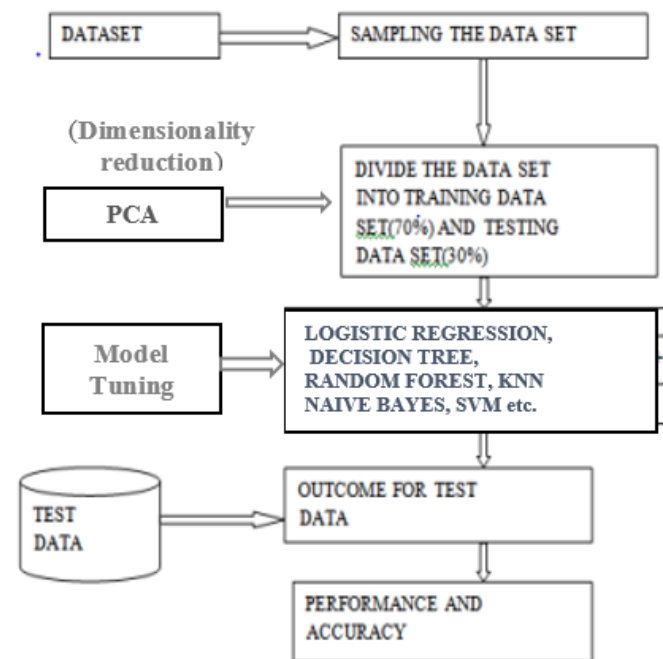 DATASET
SAMPLING THE DATA SET
(Dimensionality
reduction)
PCA
DIVIDE THE DATA SET
INTO TRAINING DATA
SET(70%) AND TESTING
DATA SET(30%)
Model
Tuning
LOGISTIC REGRESSION,
DECISION TREE,
RANDOM FOREST, KNN
NAIVE BAYES, SVM etc.
TEST
DATA
OUTCOME FOR TEST
DATA
PERFORMANCE AND
ACCURACY